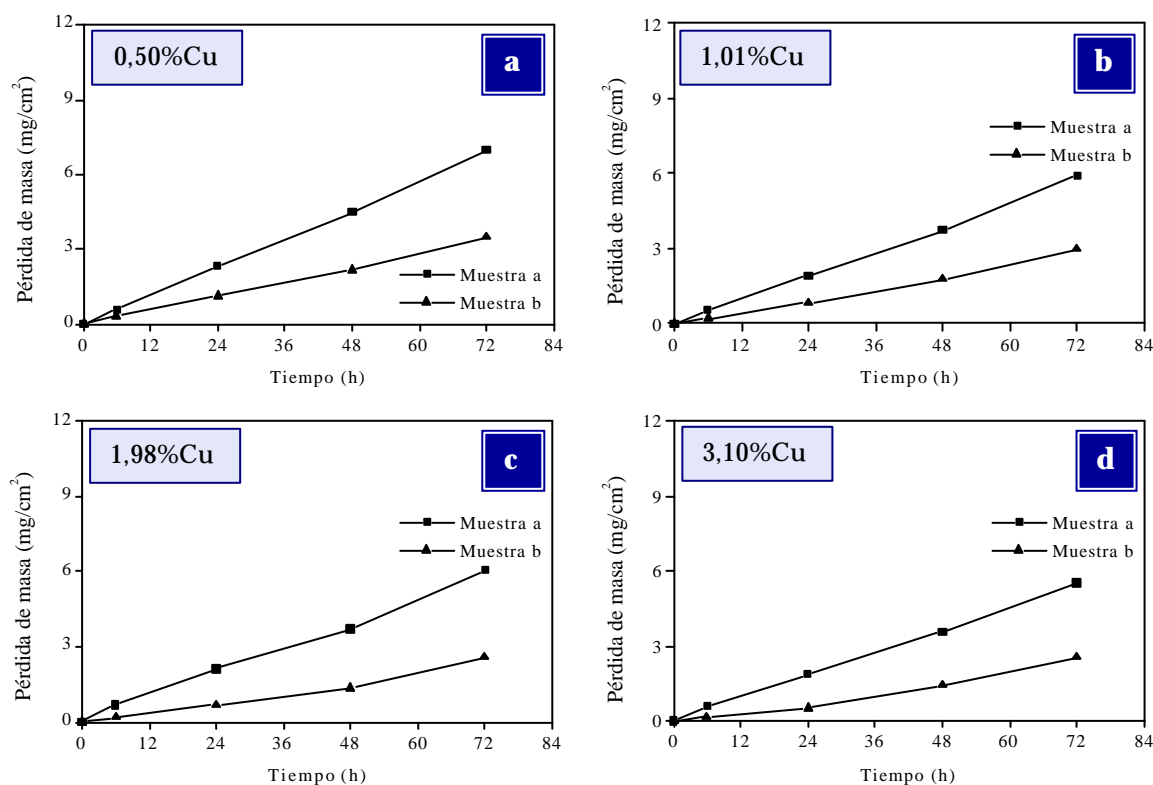 12
9
6
3
0
0,50%Cu
a
Muestra a
Muestra b
Pérdida de masa (mg/cm²)
0 12 24 36 48 60 72 84
Tiempo (h)
12
9
6
3
0
1,01%Cu
b
Muestra a
Muestra b
Pérdida de masa (mg/cm²)
0 12 24 36 48 60 72 84
Tiempo (h)
12
9
6
3
0
1,98%Cu
c
Muestra a
Muestra b
Pérdida de masa (mg/cm²)
0 12 24 36 48 60 72 84
Tiempo (h)
12
9
6
3
0
3,10%Cu
d
Muestra a
Muestra b
Pérdida de masa (mg/cm²)
0 12 24 36 48 60 72 84
Tiempo (h)